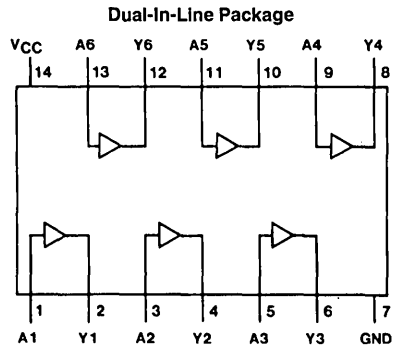 Dual-In-Line Package
VCC A6 Y6 A5 Y5 A4 Y4
14 13 12 11 10 9 8
1 2 3 4 5 6 7
A1 Y1 A2 Y2 A3 Y3 GND